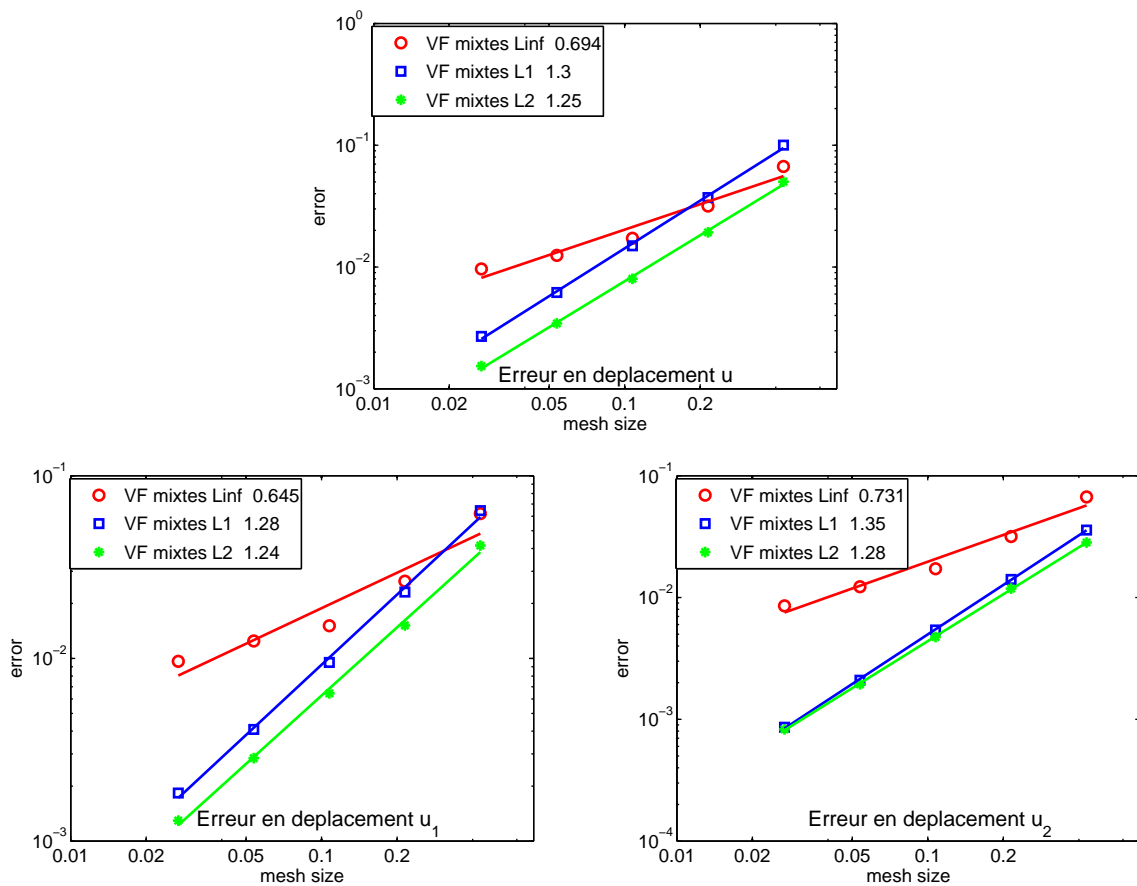 10^0
10^-1
10^-2
10^-3
error
VF mixtes Linf 0.694
VF mixtes L1 1.3
VF mixtes L2 1.25
Erreur en deplacement u
0.01
0.02
0.05
0.1
0.2
mesh size
10^-1
10^-2
10^-3
error
VF mixtes Linf 0.645
VF mixtes L1 1.28
VF mixtes L2 1.24
Erreur en deplacement u_1
0.01
0.02
0.05
0.1
0.2
mesh size
10^-1
10^-2
10^-3
10^-4
error
VF mixtes Linf 0.731
VF mixtes L1 1.35
VF mixtes L2 1.28
Erreur en deplacement u_2
0.01
0.02
0.05
0.1
0.2
mesh size